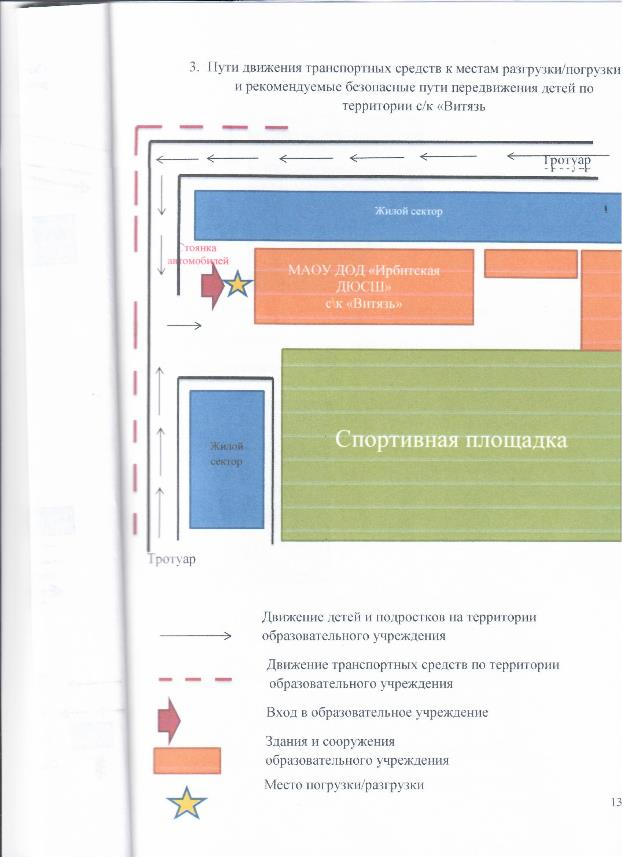 3. Пути движения транспортных средств к местам разгрузки/погрузки
и рекомендуемые безопасные пути передвижения детей по
территории с/к «Витязь
Тротуар
Жилой сектор
тоянка
автомобилей
МАОУ ДОД «Ирбитская
ДЮСШ»
с\к «Витязь»
Спортивная площадка
Жилой
сектор
Тротуар
Движение детей и подростков на территории
образовательного учреждения
Движение транспортных средств по территории
образовательного учреждения
Вход в образовательное учреждение
Здания и сооружения
образовательного учреждения
Место погрузки/разгрузки
13